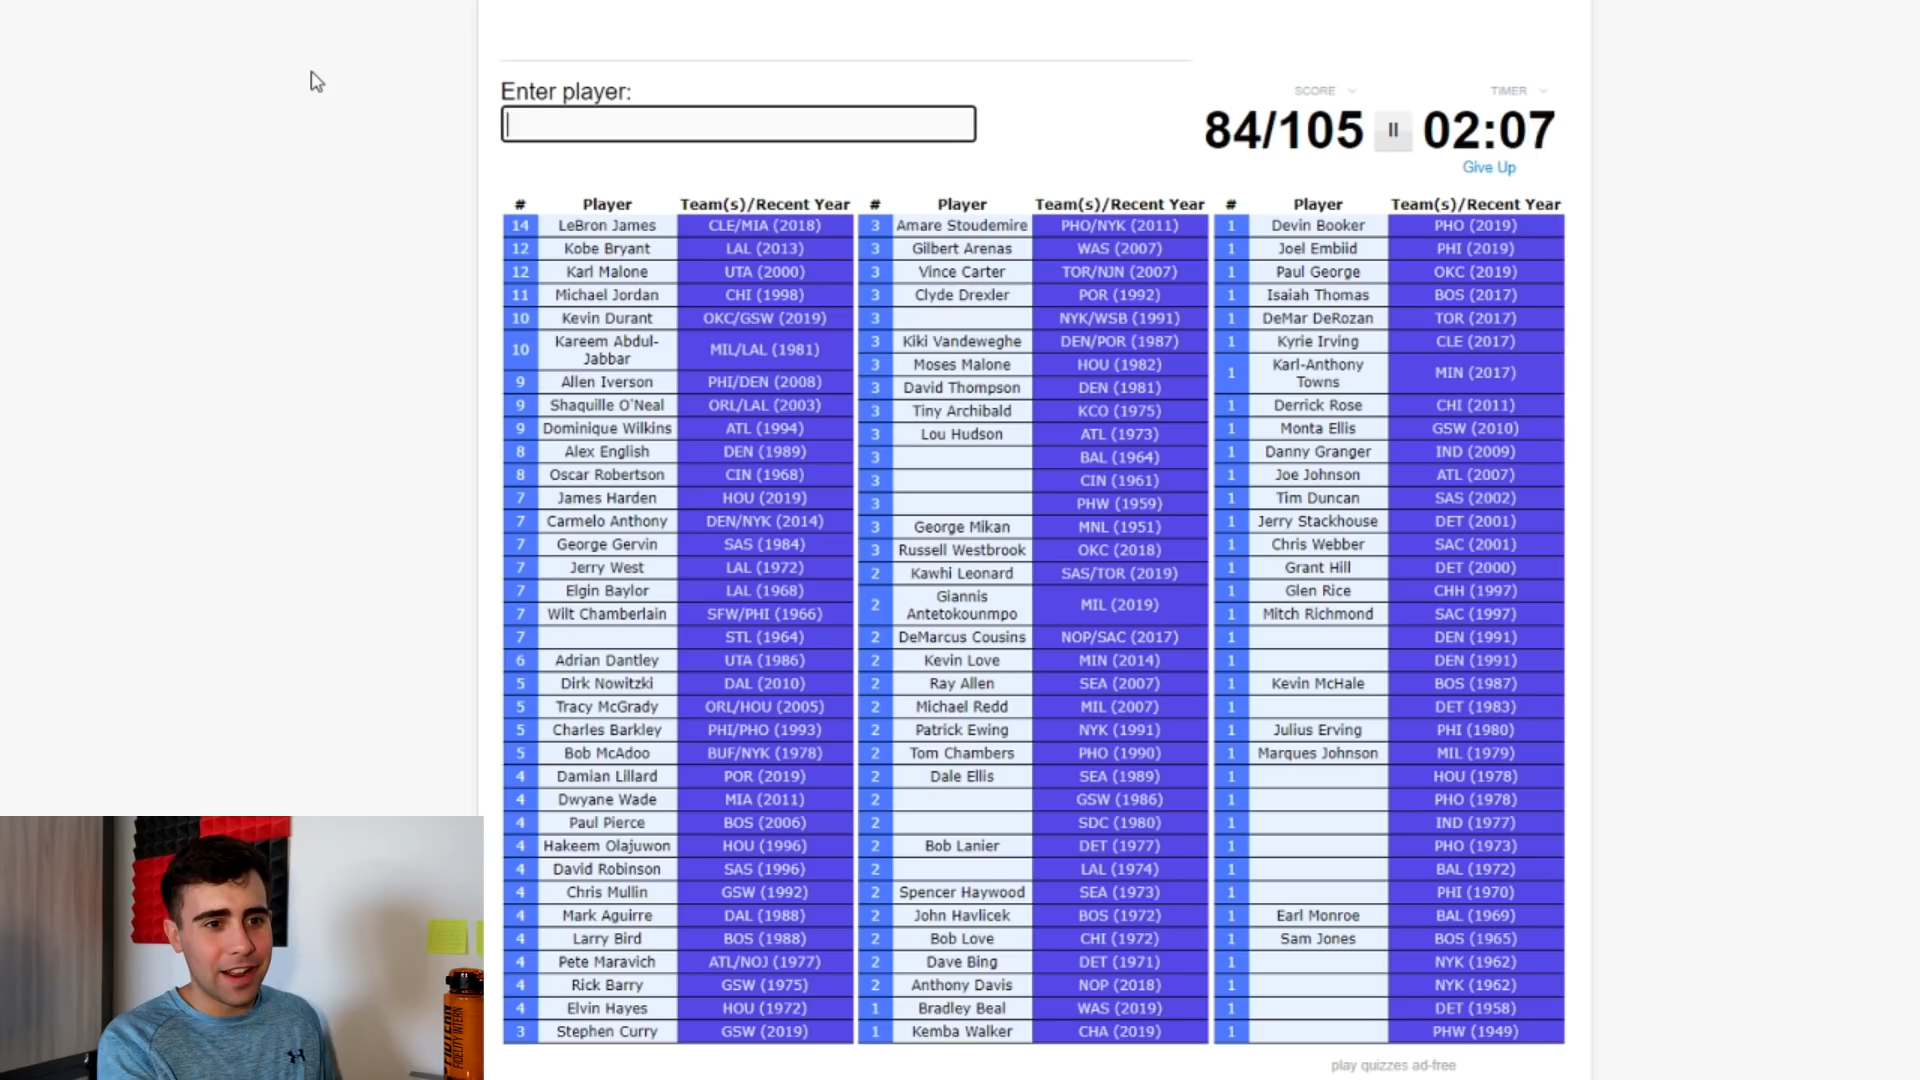 Enter player:
SCORE
TIMER
84/105
02:07
Give Up
# Player Team(s)/Recent Year # Player Team(s)/Recent Year # Player Team(s)/Recent Year
14 LeBron James CLE/MIA (2018)
12 Kobe Bryant LAL (2013)
12 Karl Malone UTA (2000)
11 Michael Jordan CHI (1998)
10 Kevin Durant OKC/GSW (2019)
10 Kareem Abdul-
Jabbar MIL/LAL (1981)
9 Allen Iverson PHI/DEN (2008)
9 Shaquille O'Neal ORL/LAL (2003)
9 Dominique Wilkins ATL (1994)
8 Alex English DEN (1989)
8 Oscar Robertson CIN (1968)
7 James Harden HOU (2019)
7 Carmelo Anthony DEN/NYK (2014)
7 George Gervin SAS (1984)
7 Jerry West LAL (1972)
7 Elgin Baylor LAL (1968)
7 Wilt Chamberlain SFW/PHI (1966)
7 STL (1964)
6 Adrian Dantley UTA (1986)
5 Dirk Nowitzki DAL (2010)
5 Tracy McGrady ORL/HOU (2005)
5 Charles Barkley PHI/PHO (1993)
5 Bob McAdoo BUF/NYK (1978)
4 Damian Lillard POR (2019)
4 Dwyane Wade MIA (2011)
4 Paul Pierce BOS (2006)
4 Hakeem Olajuwon HOU (1996)
4 David Robinson SAS (1996)
4 Chris Mullin GSW (1992)
4 Mark Aguirre DAL (1988)
4 Larry Bird BOS (1988)
4 Pete Maravich ATL/NOJ (1977)
4 Rick Barry GSW (1975)
4 Elvin Hayes HOU (1972)
3 Stephen Curry GSW (2019)
3 Amare Stoudemire PHO/NYK (2011)
3 Gilbert Arenas WAS (2007)
3 Vince Carter TOR/NJN (2007)
3 Clyde Drexler POR (1992)
3 NYK/WSB (1991)
3 Kiki Vandeweghe DEN/POR (1987)
3 Moses Malone HOU (1982)
3 David Thompson DEN (1981)
3 Tiny Archibald KCO (1975)
3 Lou Hudson ATL (1973)
3 BAL (1964)
3 CIN (1961)
3 PHW (1959)
3 George Mikan MNL (1951)
3 Russell Westbrook OKC (2018)
2 Kawhi Leonard SAS/TOR (2019)
2 Giannis
Antetokounmpo MIL (2019)
2 DeMarcus Cousins NOP/SAC (2017)
2 Kevin Love MIN (2014)
2 Ray Allen SEA (2007)
2 Michael Redd MIL (2007)
2 Patrick Ewing NYK (1991)
2 Tom Chambers PHO (1990)
2 Dale Ellis SEA (1989)
2 GSW (1986)
2 SDC (1980)
2 Bob Lanier DET (1977)
2 LAL (1974)
2 Spencer Haywood SEA (1973)
2 John Havlicek BOS (1972)
2 Bob Love CHI (1972)
2 Dave Bing DET (1971)
2 Anthony Davis NOP (2018)
1 Bradley Beal WAS (2019)
1 Kemba Walker CHA (2019)
1 Devin Booker PHO (2019)
1 Joel Embiid PHI (2019)
1 Paul George OKC (2019)
1 Isaiah Thomas BOS (2017)
1 DeMar DeRozan TOR (2017)
1 Kyrie Irving CLE (2017)
1 Karl-Anthony
Towns MIN (2017)
1 Derrick Rose CHI (2011)
1 Monta Ellis GSW (2010)
1 Danny Granger IND (2009)
1 Joe Johnson ATL (2007)
1 Tim Duncan SAS (2002)
1 Jerry Stackhouse DET (2001)
1 Chris Webber SAC (2001)
1 Grant Hill DET (2000)
1 Glen Rice CHH (1997)
1 Mitch Richmond SAC (1997)
1 DEN (1991)
1 DEN (1991)
1 Kevin McHale BOS (1987)
1 DET (1983)
1 Julius Erving PHI (1980)
1 Marques Johnson MIL (1979)
1 HOU (1978)
1 PHO (1978)
1 IND (1977)
1 PHO (1973)
1 BAL (1972)
1 PHI (1970)
1 Earl Monroe BAL (1969)
1 Sam Jones BOS (1965)
1 NYK (1962)
1 NYK (1962)
1 DET (1958)
1 PHW (1949)
play quizzes ad-free
FIDELITY INTERN